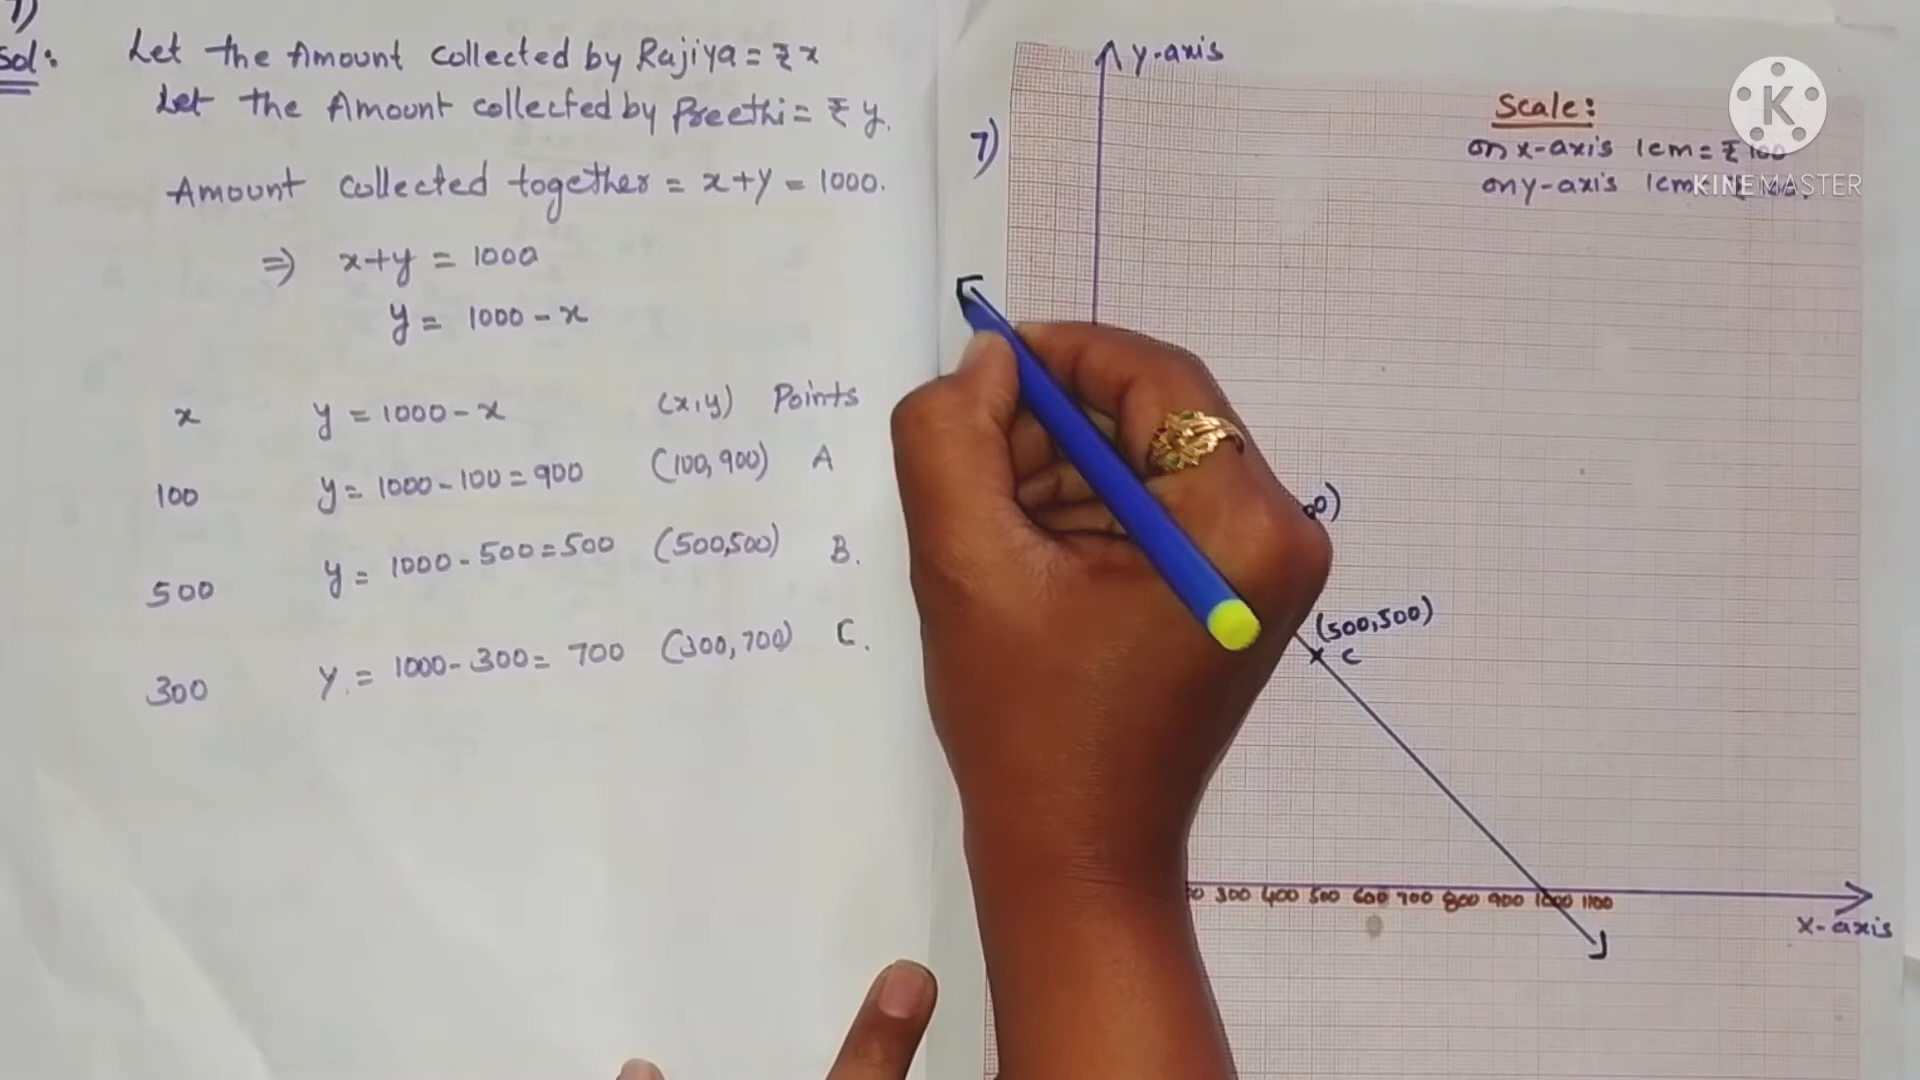 7)
Sol:
Let the Amount collected by Rajiya = ₹ x
Let the Amount collected by Preethi = ₹ y.
Amount collected together = x+y = 1000.
⇒ x+y = 1000
y = 1000 - x
x y = 1000 - x (x,y) Points
100 y = 1000 - 100 = 900 (100, 900) A
500 y = 1000 - 500 = 500 (500,500) B.
300 y = 1000 - 300 = 700 (300, 700) C.
y-axis
7)
Scale:
on x-axis 1cm = ₹ 100
on y-axis 1cm
K
KINEMASTER
(500,500)
C
300 400 500 600 700 800 900 1000 1100
X-axis